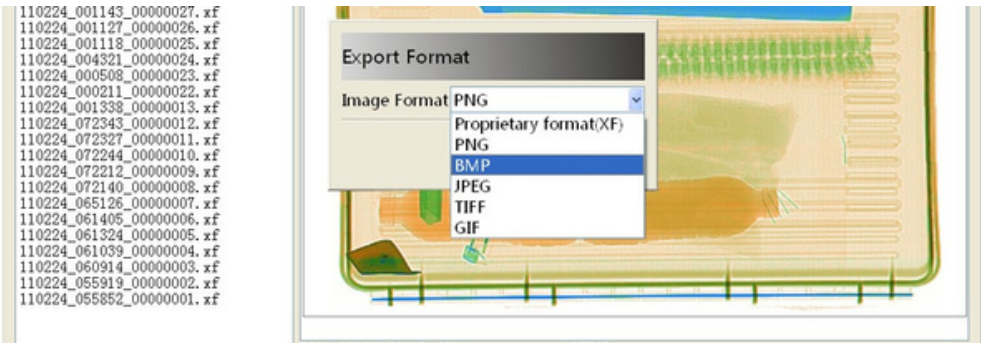 110224_001143_00000027.xf
110224_001127_00000026.xf
110224_001118_00000025.xf
110224_004321_00000024.xf
110224_000508_00000023.xf
110224_000211_00000022.xf
110224_001338_00000013.xf
110224_072343_00000012.xf
110224_072327_00000011.xf
110224_072244_00000010.xf
110224_072212_00000009.xf
110224_072140_00000008.xf
110224_065126_00000007.xf
110224_061405_00000006.xf
110224_061324_00000005.xf
110224_061039_00000004.xf
110224_060914_00000003.xf
110224_055919_00000002.xf
110224_055852_00000001.xf
Export Format
Image Format PNG
Proprietary format(XF)
PNG
BMP
JPEG
TIFF
GIF